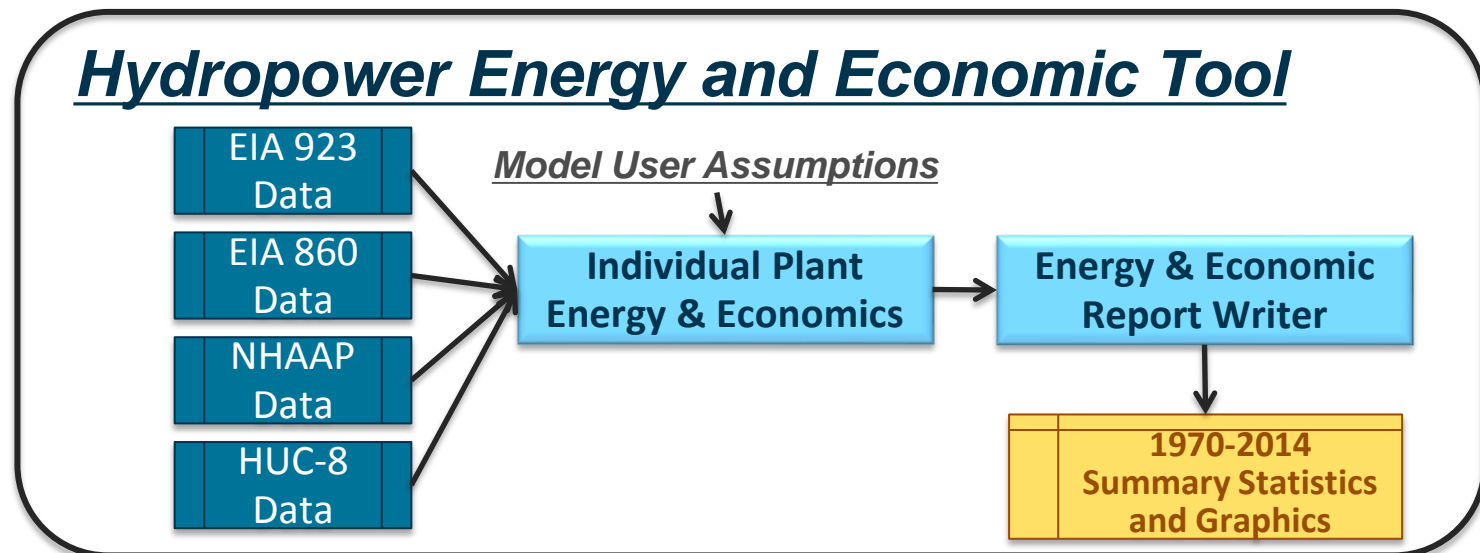 Hydropower Energy and Economic Tool
EIA 923
Data
EIA 860
Data
NHAAP
Data
HUC-8
Data
Model User Assumptions
Individual Plant
Energy & Economics
Energy & Economic
Report Writer
1970-2014
Summary Statistics
and Graphics